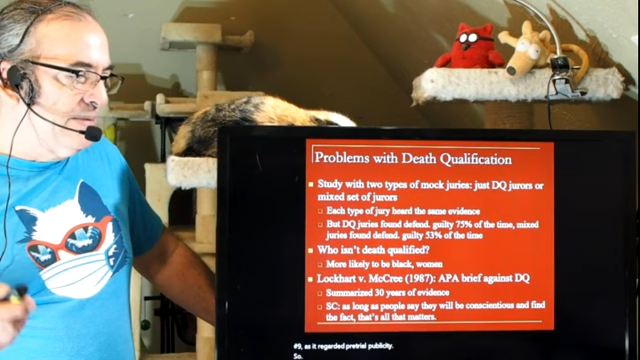 Problems with Death Qualification
Study with two types of mock juries: just DQ jurors or
mixed set of jurors
Each type of jury heard the same evidence
But DQ juries found defend. guilty 75% of the time, mixed
juries found defend. guilty 53% of the time
Who isn't death qualified?
More likely to be black, women
Lockhart v. McCree (1987): APA brief against DQ
Summarized 30 years of evidence
SC: as long as people say they will be conscientious and find
the fact, that's all that matters.
#9, as it regarded pretrial publicity.
So.